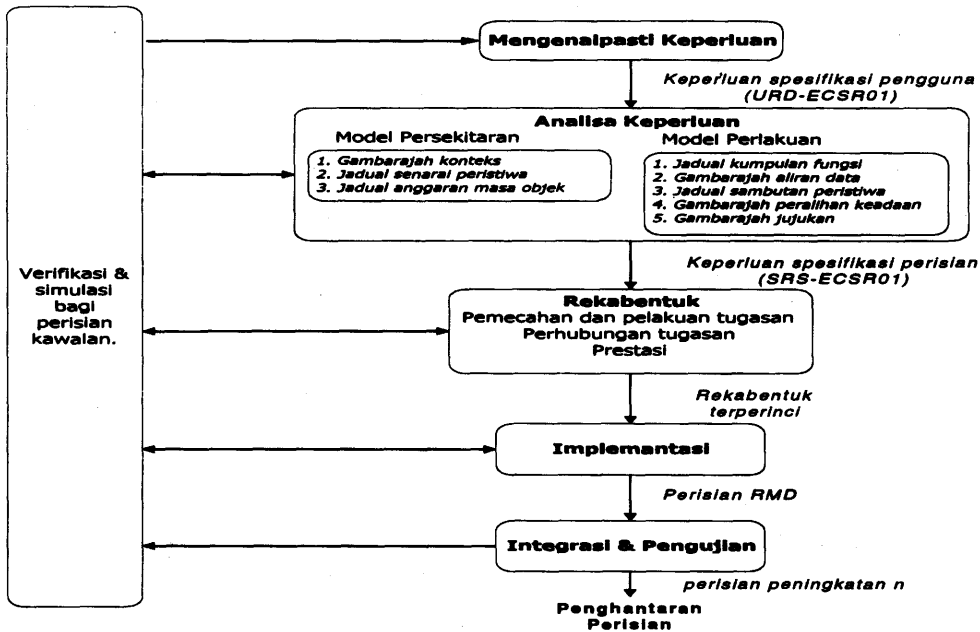 Mengenalpasti Keperluan
Keperluan spesifikasi pengguna
(URD-ECSR01)
Analisa Keperluan
Model Persekitaran
1. Gambarajah konteks
2. Jadual senarai peristiwa
3. Jadual anggaran masa objek
Model Perlakuan
1. Jadual kumpulan fungsi
2. Gambarajah aliran data
3. Jadual sambutan peristiwa
4. Gambarajah peralihan keadaan
5. Gambarajah jujukan
Keperluan spesifikasi perisian
(SRS-ECSR01)
Verifikasi &
simulasi
bagi
perisian
kawalan.
Rekabentuk
Pemecahan dan pelakuan tugasan
Perhubungan tugasan
Prestasi
Rekabentuk
terperinci
Implemantasi
Perisian RMD
Integrasi & Pengujian
perisian peningkatan n
Penghantaran
Perisian